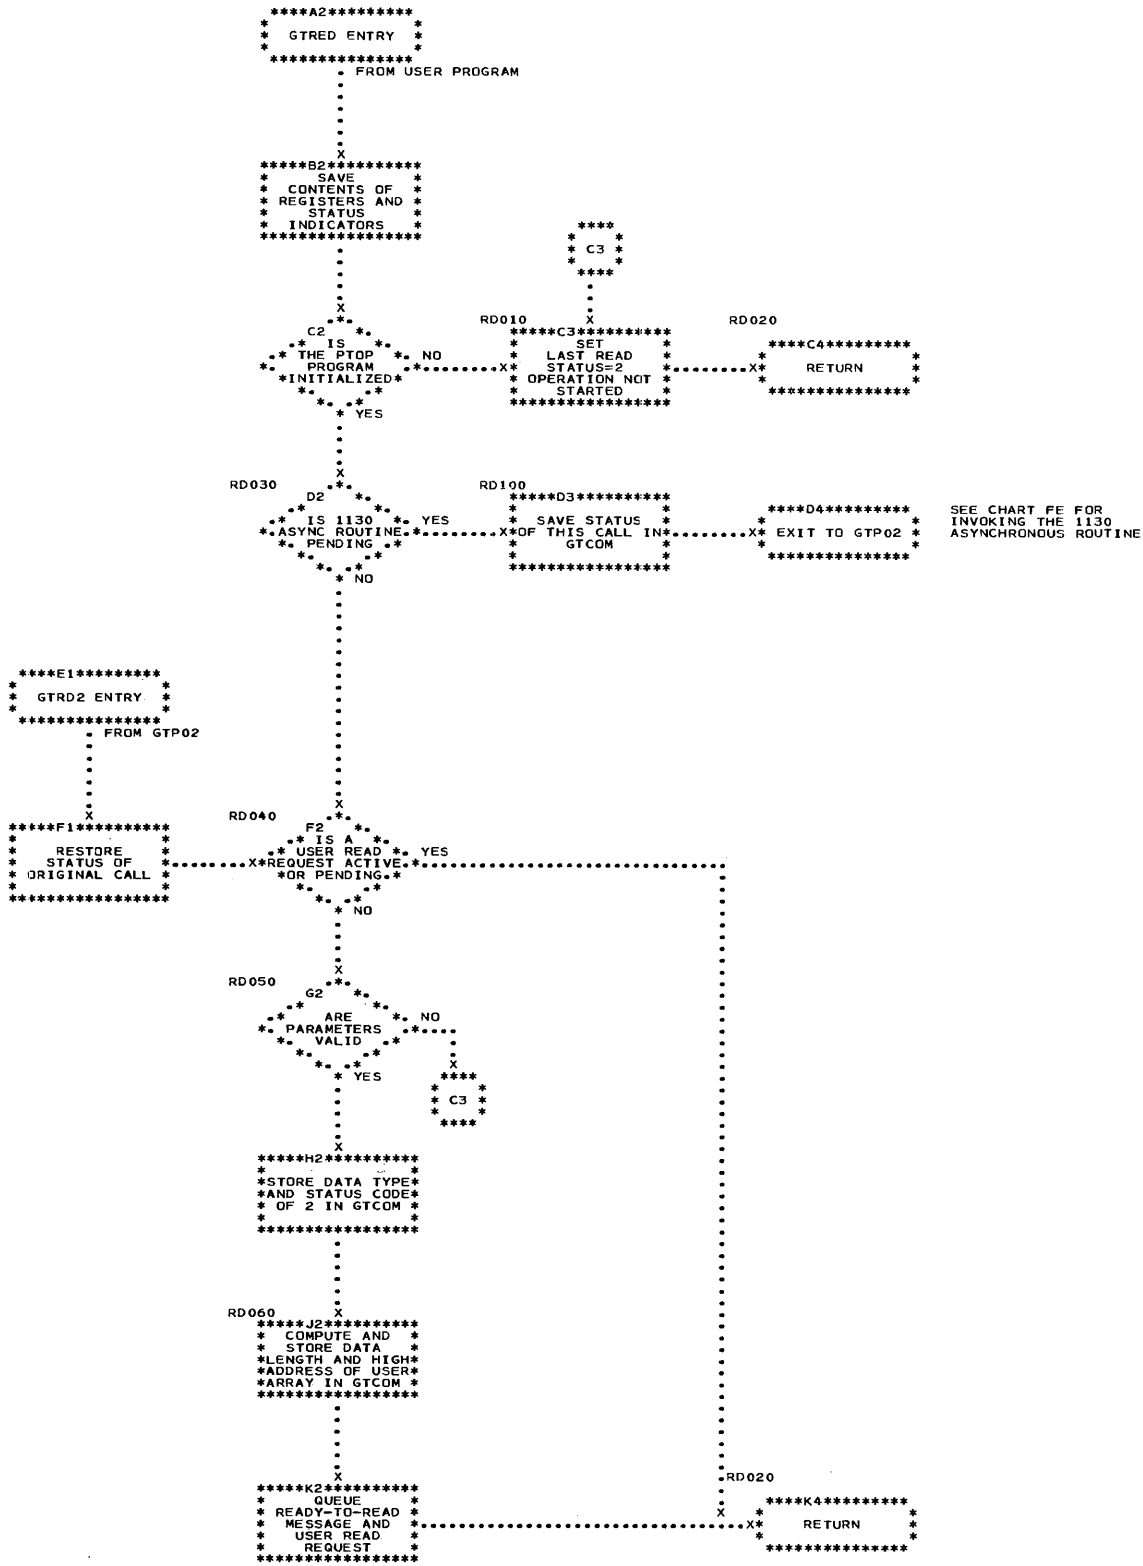 A2
GTRED ENTRY
FROM USER PROGRAM
B2
SAVE
CONTENTS OF
REGISTERS AND
STATUS
INDICATORS
C3
C2
IS
THE PTOP
PROGRAM
INITIALIZED
NO
YES
RD010
C3
SET
LAST READ
STATUS=2
OPERATION NOT
STARTED
RD020
C4
RETURN
RD030
D2
IS 1130
ASYNC ROUTINE
PENDING
YES
NO
RD100
D3
SAVE STATUS
OF THIS CALL IN
GTCOM
D4
EXIT TO GTP02
SEE CHART FE FOR
INVOKING THE 1130
ASYNCHRONOUS ROUTINE
E1
GTRD2 ENTRY
FROM GTP02
F1
RESTORE
STATUS OF
ORIGINAL CALL
RD040
F2
IS A
USER READ
REQUEST ACTIVE
OR PENDING
YES
NO
RD050
G2
ARE
PARAMETERS
VALID
NO
YES
C3
H2
STORE DATA TYPE
AND STATUS CODE
OF 2 IN GTCOM
RD060
J2
COMPUTE AND
STORE DATA
LENGTH AND HIGH
ADDRESS OF USER
ARRAY IN GTCOM
K2
QUEUE
READY-TO-READ
MESSAGE AND
USER READ
REQUEST
RD020
K4
RETURN